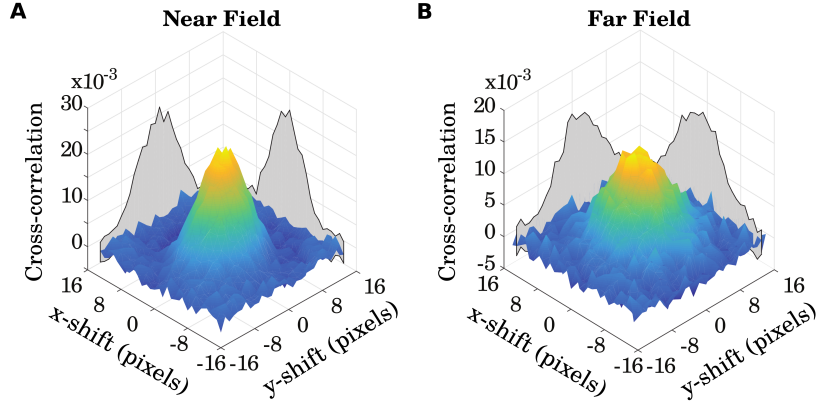 A
Near Field
x10-3
Cross-correlation
30
20
10
0
16
8
0
-8
-16
x-shift (pixels)
-16
-8
0
8
16
y-shift (pixels)
B
Far Field
x10-3
Cross-correlation
20
15
10
5
0
-5
16
8
0
-8
-16
x-shift (pixels)
-16
-8
0
8
16
y-shift (pixels)